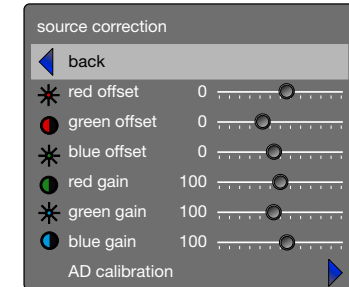 source correction
back
red offset 0
green offset 0
blue offset 0
red gain 100
green gain 100
blue gain 100
AD calibration